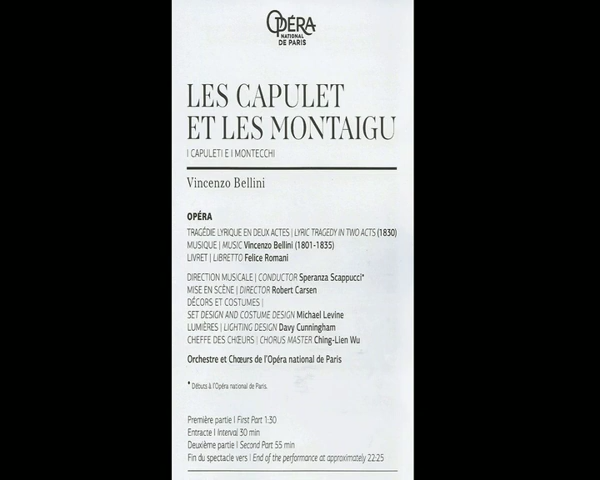 OPÉRA
NATIONAL
DE PARIS
LES CAPULET
ET LES MONTAIGU
I CAPULETI E I MONTECCHI
Vincenzo Bellini
OPÉRA
TRAGÉDIE LYRIQUE EN DEUX ACTES | LYRIC TRAGEDY IN TWO ACTS (1830)
MUSIQUE | MUSIC Vincenzo Bellini (1801-1835)
LIVRET | LIBRETTO Felice Romani
DIRECTION MUSICALE | CONDUCTOR Speranza Scappucci*
MISE EN SCÈNE | DIRECTOR Robert Carsen
DÉCORS ET COSTUMES |
SET DESIGN AND COSTUME DESIGN Michael Levine
LUMIÈRES | LIGHTING DESIGN Davy Cunningham
CHEFFE DES CHŒURS | CHORUS MASTER Ching-Lien Wu
Orchestre et Chœurs de l'Opéra national de Paris
* Débuts à l'Opéra national de Paris.
Première partie | First Part 1:30
Entracte | Interval 30 min
Deuxième partie | Second Part 55 min
Fin du spectacle vers | End of the performance at approximately 22:25